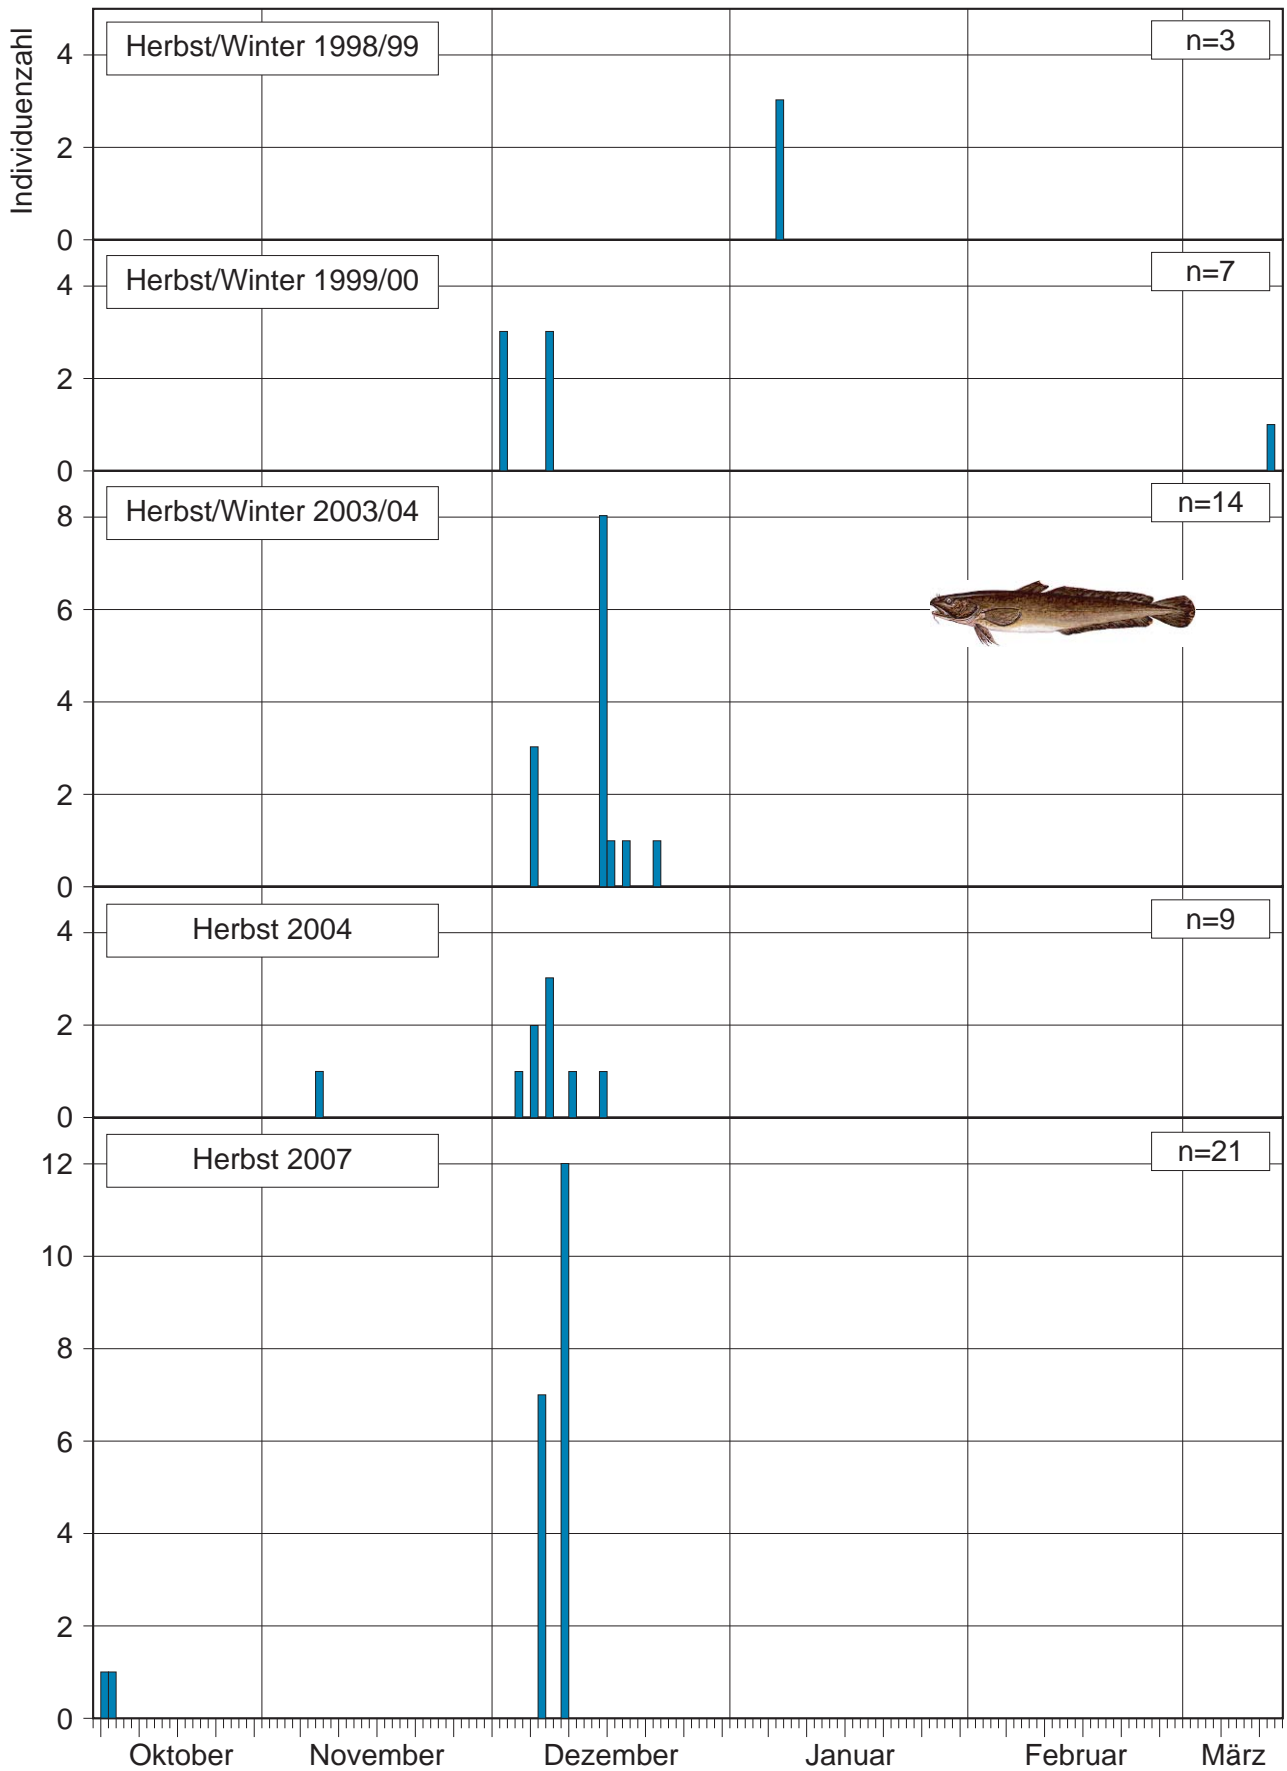 Individuenzahl
Herbst/Winter 1998/99
n=3
4
2
0
Herbst/Winter 1999/00
n=7
4
2
0
Herbst/Winter 2003/04
n=14
8
6
4
2
0
Herbst 2004
n=9
4
2
0
Herbst 2007
n=21
12
10
8
6
4
2
0
Oktober November Dezember Januar Februar März